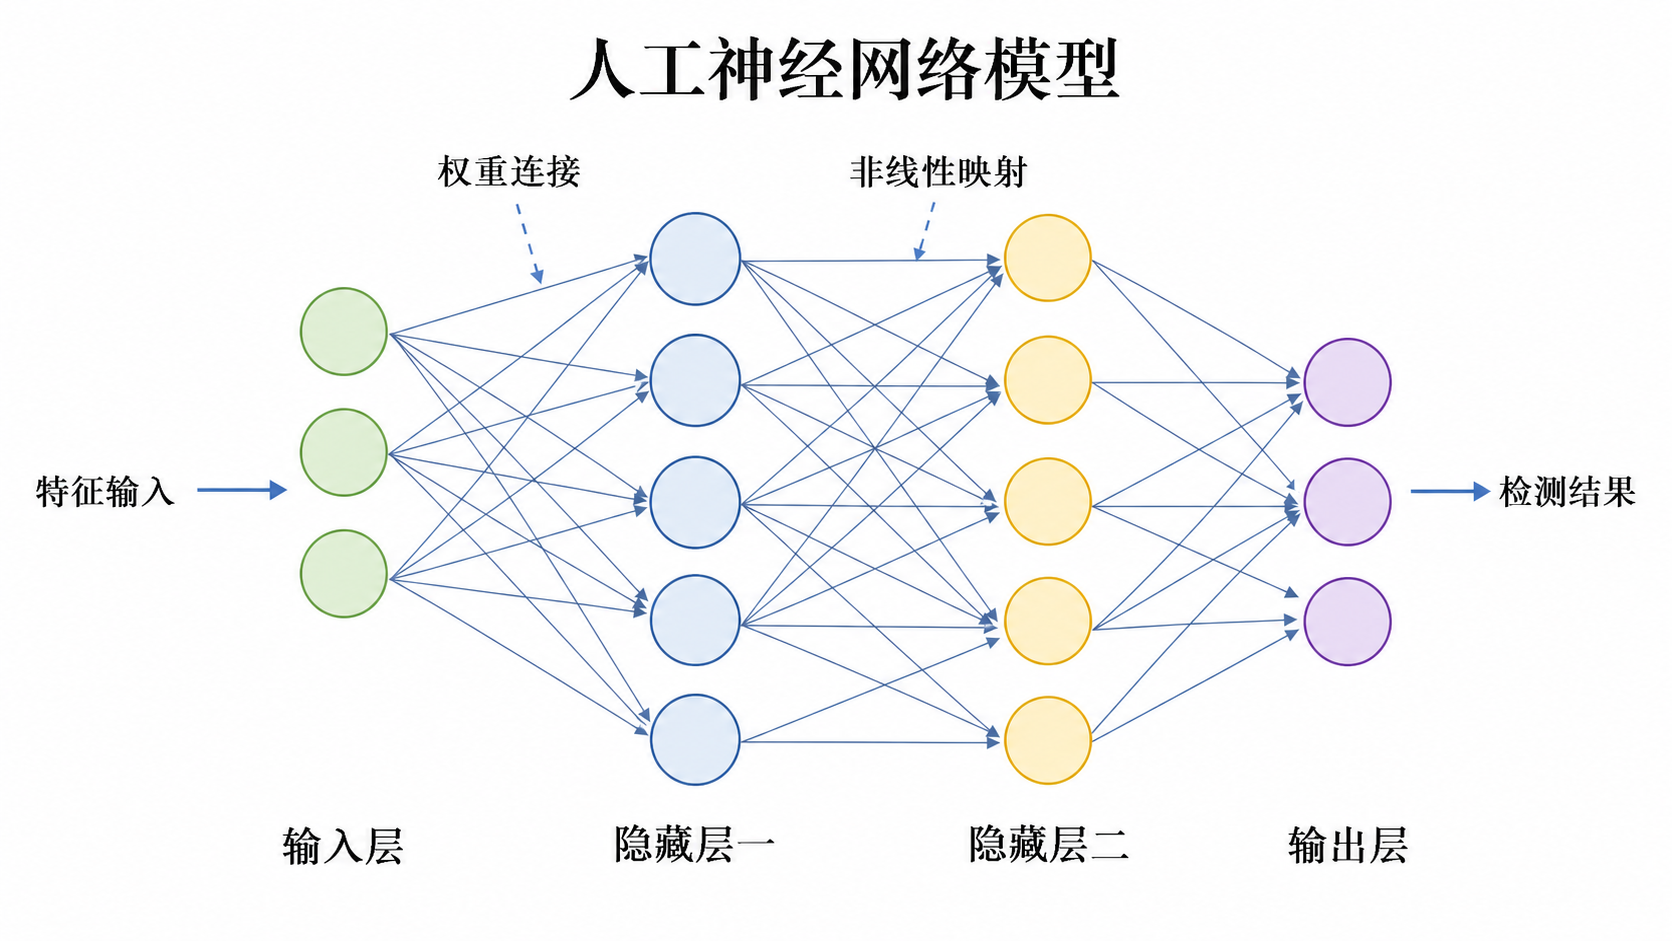 人工神经网络模型
权重连接
非线性映射
特征输入
检测结果
输入层
隐藏层一
隐藏层二
输出层